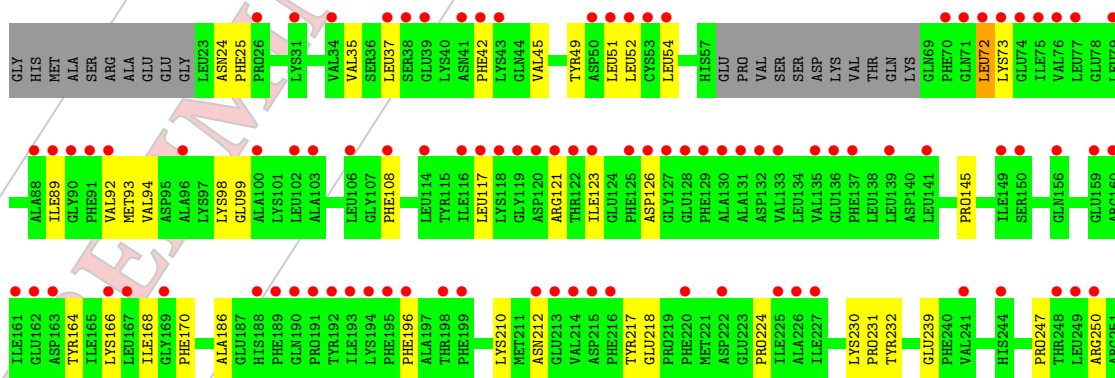 GLY HIS MET ALA SER ARG ALA GLU GLU GLY LEU23 ASN24 PHE25 PRO26 LYS31 VAL34 VAL35 SER36 LEU37 SER38 GLU39 LYS40 ASN41 PHE42 LYS43 GLN44 VAL45 TYR49 ASP50 LEU51 LEU52 CYS53 LEU54 HIS57 GLU PRO VAL SER SER ASP LYS VAL THR GLN LYS GLN69 PHE70 GLN71 LEU72 LYS73 GLU74 ILE75 VAL76 LEU77 GLU78 LEU79
ALA88 ILE89 GLY90 PHE91 VAL92 MET93 VAL94 ASP95 ALA96 LYS97 LYS98 GLU99 ALA100 LYS101 LEU102 ALA103 LEU106 GLY107 PHE108 LEU114 TYR115 ILE116 LEU117 LYS118 GLY119 ASP120 ARG121 THR122 ILE123 GLU124 PHE125 ASP126 GLY127 GLU128 PHE129 ALA130 ALA131 ASP132 VAL133 LEU134 VAL135 GLU136 PHE137 LEU138 LEU139 ASP140 LEU141 PRO145 ILE149 SER150 GLN156 GLU159 ARG160
ILE161 GLU162 ASP163 TYR164 ILE165 LYS166 LEU167 ILE168 GLY169 PHE170 ALA186 GLU187 HIS188 PHE189 GLN190 PRO191 TYR192 ILE193 LYS194 PHE195 PHE196 ALA197 THR198 PHE199 LYS210 MET211 ASN212 GLU213 VAL214 ASP215 PHE216 TYR217 GLU218 PRO219 PHE220 MET221 ASP222 GLU223 PRO224 ILE225 ALA226 ILE227 LYS230 PRO231 TYR232 GLU239 PHE240 VAL241 HIS244 PRO247 THR248 LEU249 ARG250 ARG251